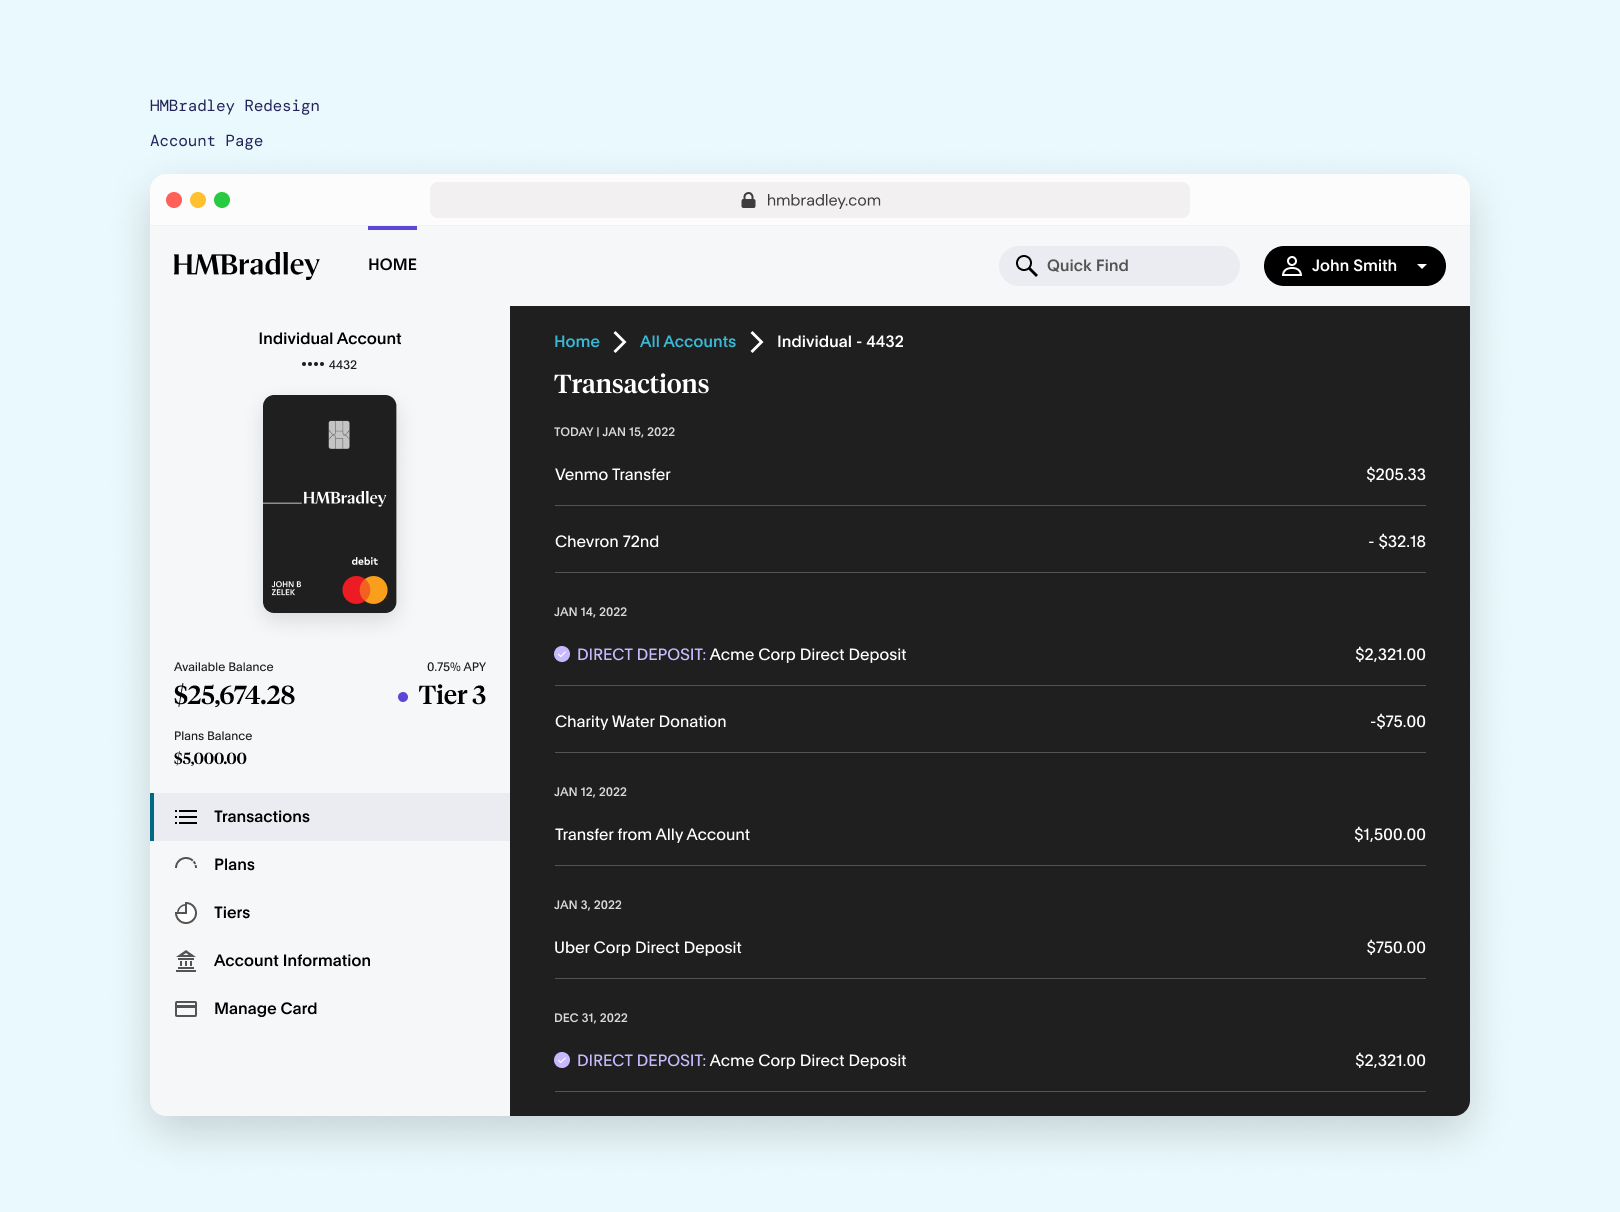 HMBradley Redesign
Account Page
hmbradley.com
HMBradley
HOME
Quick Find
John Smith
Individual Account
•••• 4432
HMBradley
debit
JOHN B
ZELEK
Available Balance
0.75% APY
$25,674.28
Tier 3
Plans Balance
$5,000.00
Transactions
Plans
Tiers
Account Information
Manage Card
Home
All Accounts
Individual - 4432
Transactions
TODAY | JAN 15, 2022
Venmo Transfer $205.33
Chevron 72nd - $32.18
JAN 14, 2022
DIRECT DEPOSIT: Acme Corp Direct Deposit $2,321.00
Charity Water Donation -$75.00
JAN 12, 2022
Transfer from Ally Account $1,500.00
JAN 3, 2022
Uber Corp Direct Deposit $750.00
DEC 31, 2022
DIRECT DEPOSIT: Acme Corp Direct Deposit $2,321.00